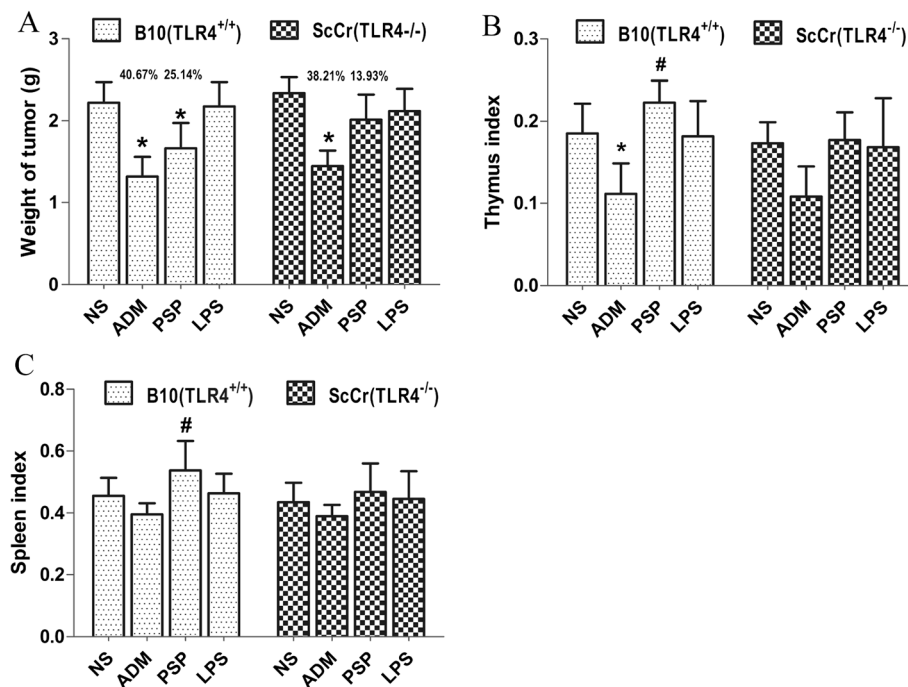 A
B10(TLR4+/+)
ScCr(TLR4-/-)
Weight of tumor (g)
3
2
1
0
40.67% 25.14%
38.21% 13.93%
*
*
*
NS ADM PSP LPS
NS ADM PSP LPS
B
B10(TLR4+/+)
ScCr(TLR4-/-)
Thymus index
0.3
0.2
0.1
0.0
#
*
NS ADM PSP LPS
NS ADM PSP LPS
C
B10(TLR4+/+)
ScCr(TLR4-/-)
Spleen index
0.8
0.6
0.4
0.2
0.0
#
NS ADM PSP LPS
NS ADM PSP LPS